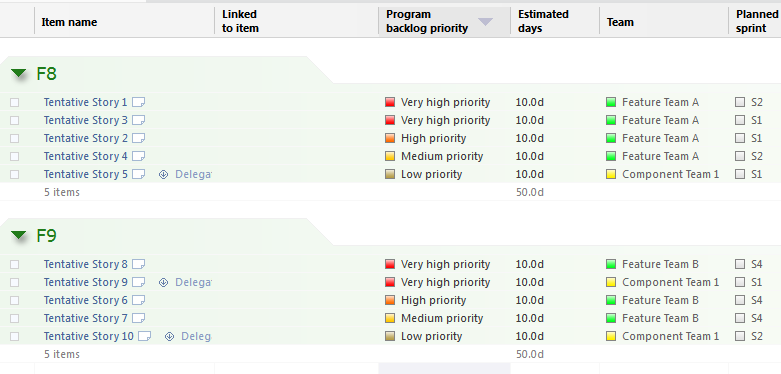 Item name Linked to item Program backlog priority Estimated days Team Planned sprint
F8
Tentative Story 1 Very high priority 10.0d Feature Team A S2
Tentative Story 3 Very high priority 10.0d Feature Team A S1
Tentative Story 2 High priority 10.0d Feature Team A S1
Tentative Story 4 Medium priority 10.0d Feature Team A S2
Tentative Story 5 Delegat Low priority 10.0d Component Team 1 S1
5 items 50.0d
F9
Tentative Story 8 Very high priority 10.0d Feature Team B S4
Tentative Story 9 Delegat Very high priority 10.0d Component Team 1 S1
Tentative Story 6 High priority 10.0d Feature Team B S4
Tentative Story 7 Medium priority 10.0d Feature Team B S4
Tentative Story 10 Deleg Low priority 10.0d Component Team 1 S2
5 items 50.0d